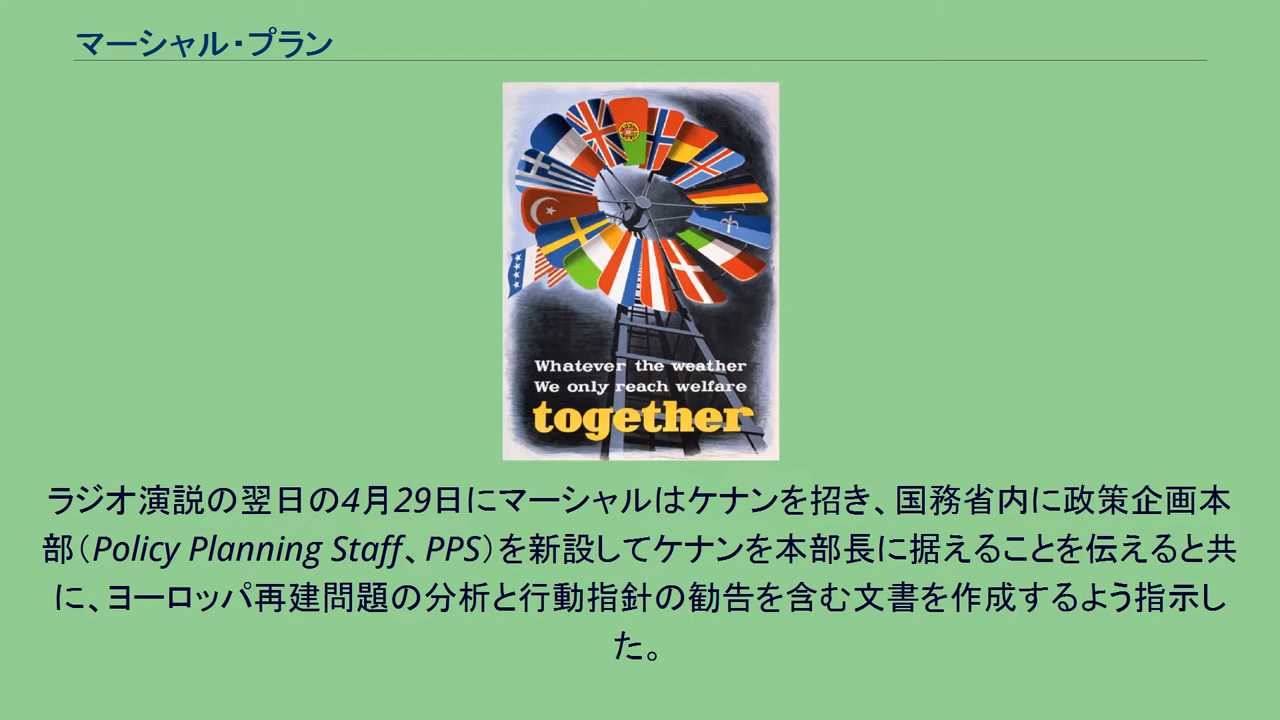 マーシャル・プラン
Whatever the weather
We only reach welfare
together
ラジオ演説の翌日の4月29日にマーシャルはケナンを招き、国務省内に政策企画本
部（Policy Planning Staff、PPS）を新設してケナンを本部長に据えることを伝えると共
に、ヨーロッパ再建問題の分析と行動指針の勧告を含む文書を作成するよう指示し
た。